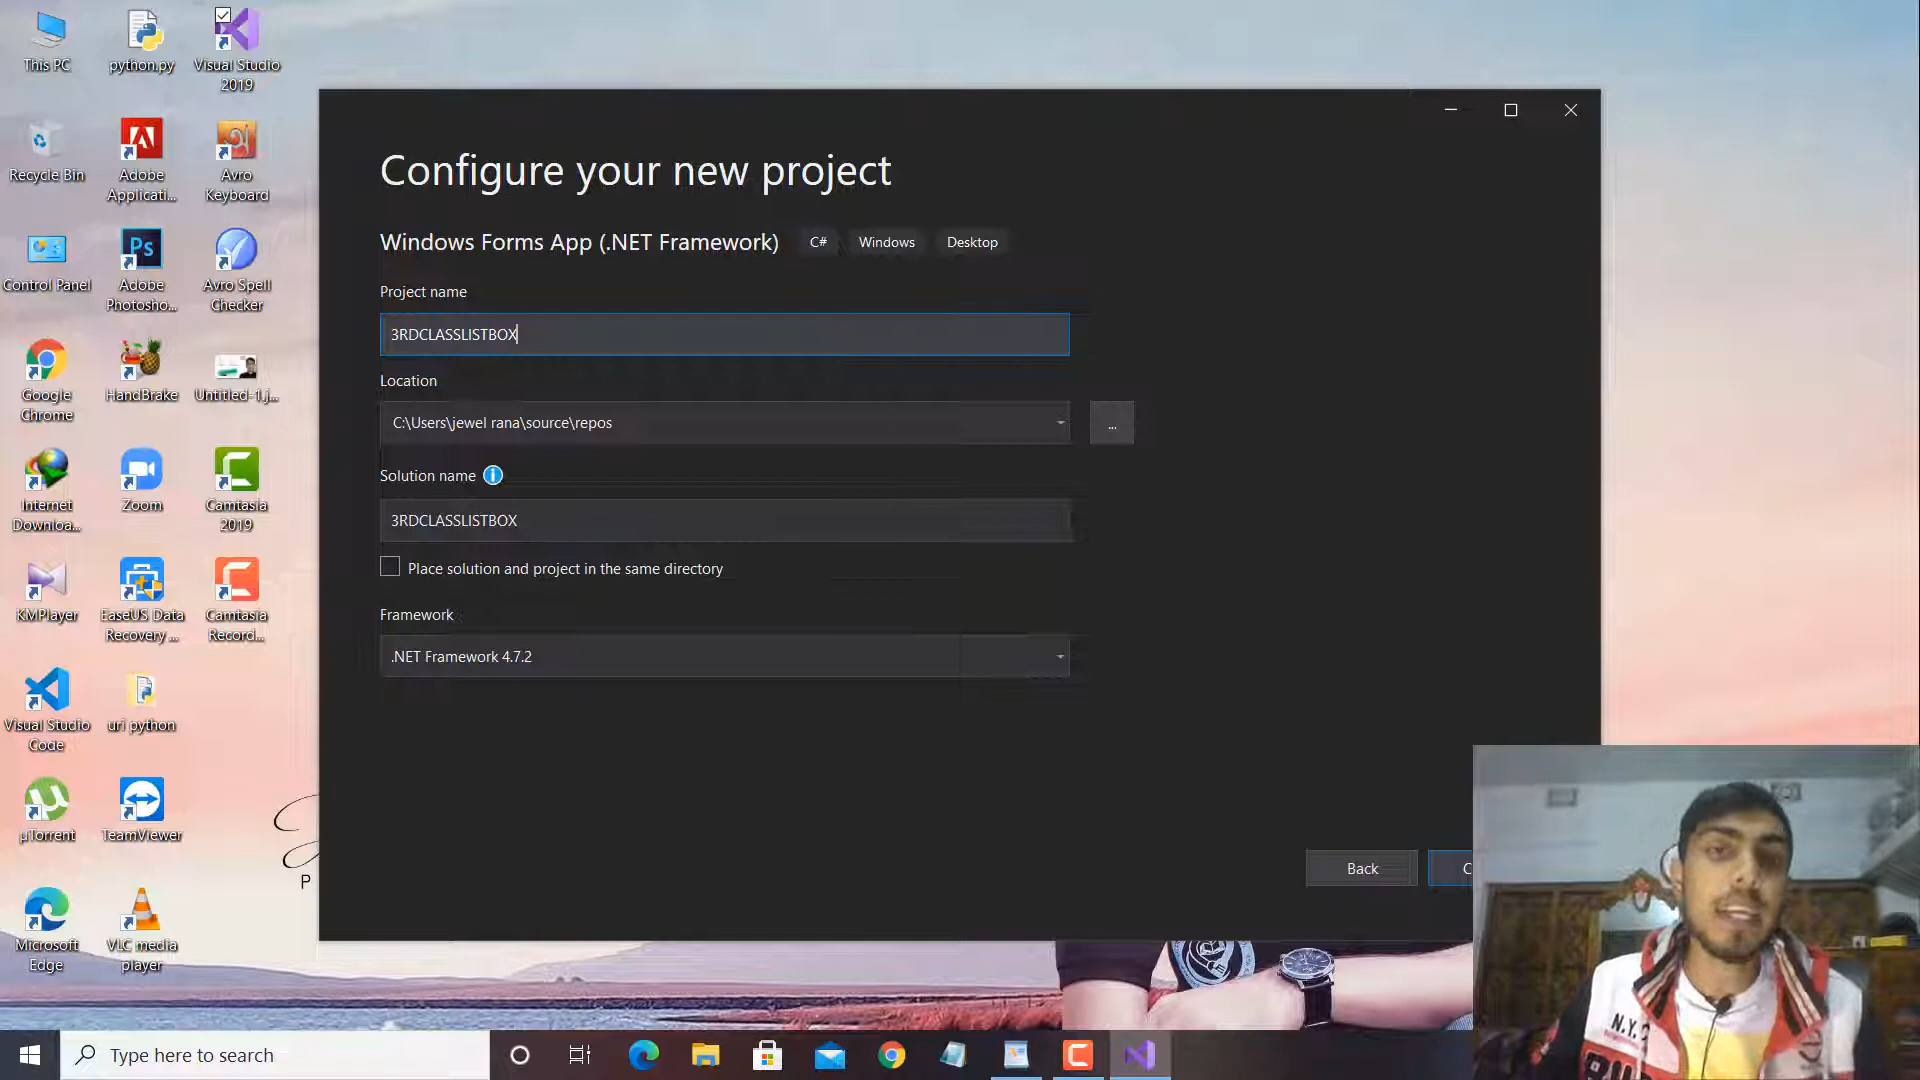 This PC
python.py
Visual Studio 2019
Recycle Bin
Adobe Applicati...
Avro Keyboard
Control Panel
Adobe Photosho...
Avro Spell Checker
Google Chrome
HandBrake
Untitled-1.j...
Internet Downloa...
Zoom
Camtasia 2019
KMPlayer
EaseUS Data Recovery ...
Camtasia Record...
Visual Studio Code
uri python
µTorrent
TeamViewer
Microsoft Edge
VLC media player
P
Configure your new project
Windows Forms App (.NET Framework) C# Windows Desktop
Project name
3RDCLASSLISTBOX
Location
C:\Users\jewel rana\source\repos
...
Solution name
3RDCLASSLISTBOX
Place solution and project in the same directory
Framework
.NET Framework 4.7.2
Back
C
N.Y.C
Type here to search